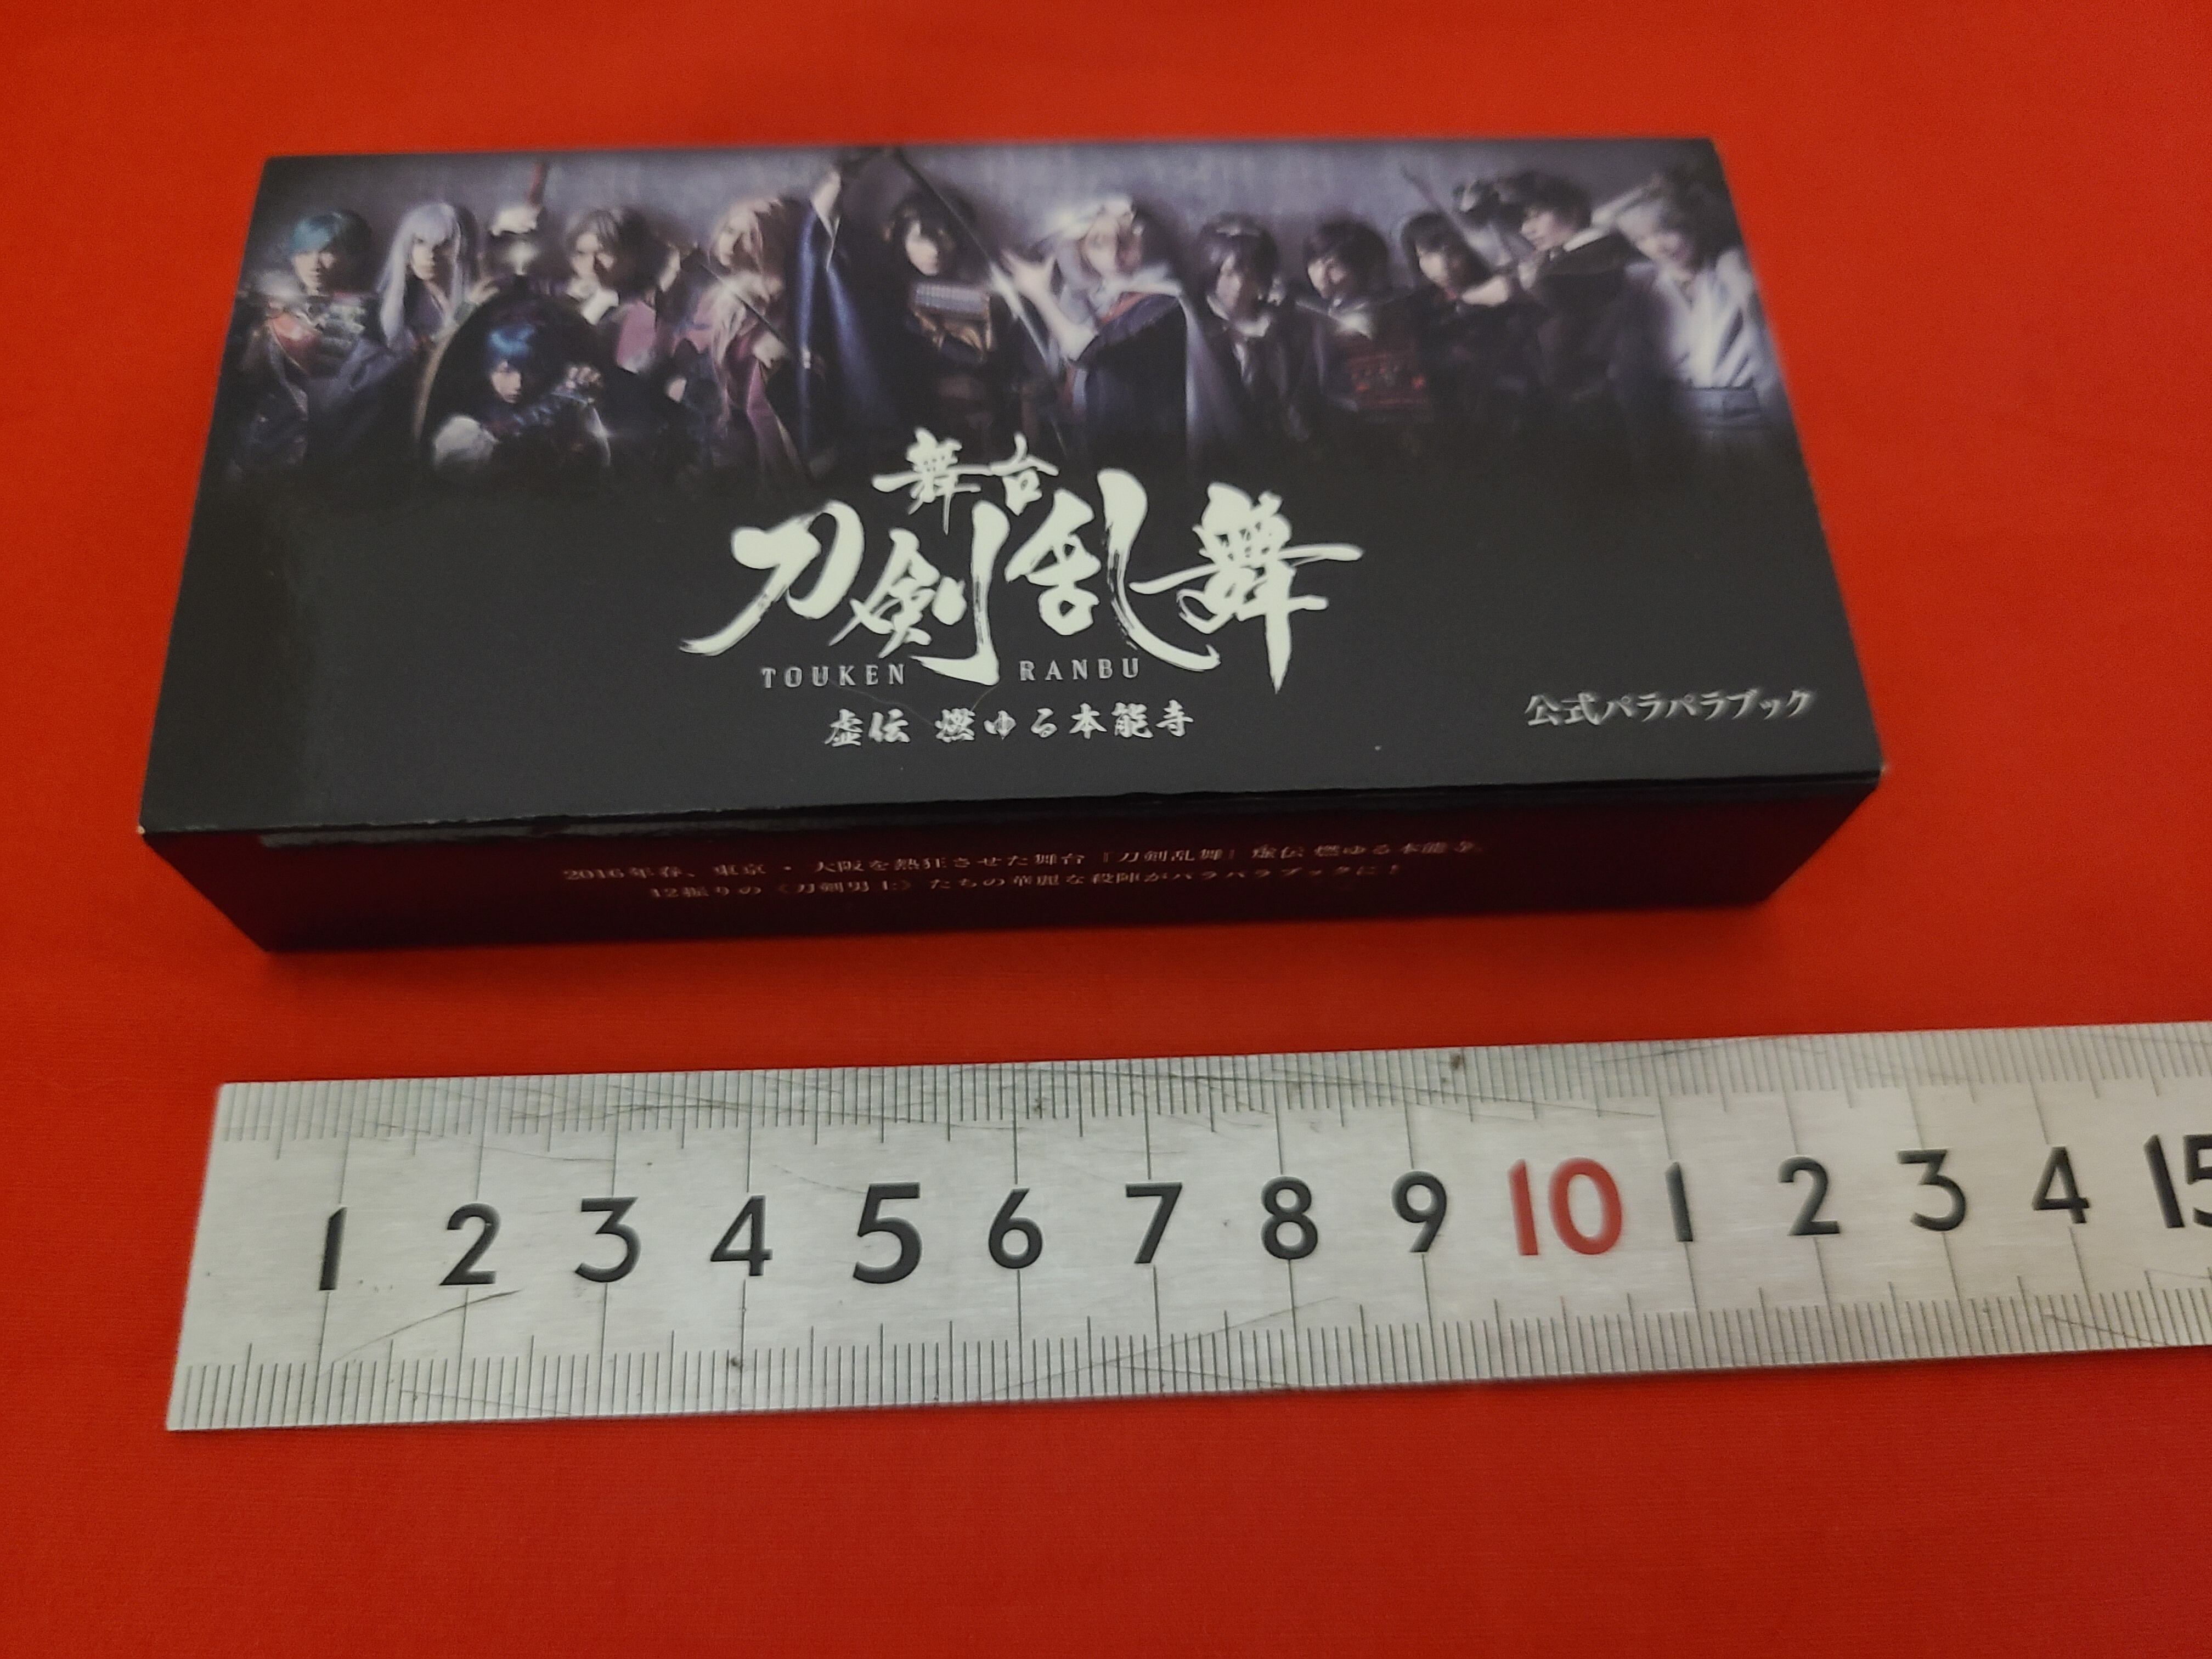 舞台
刀剣乱舞
TOUKEN RANBU
虚伝 燃ゆる本能寺
公式パラパラブック
2016年春、東京・大阪を熱狂させた舞台『刀剣乱舞』虚伝 燃ゆる本能寺。
12振りの《刀剣男士》たちの華麗な殺陣がパラパラブックに！
1 2 3 4 5 6 7 8 9 10 1 2 3 4 15